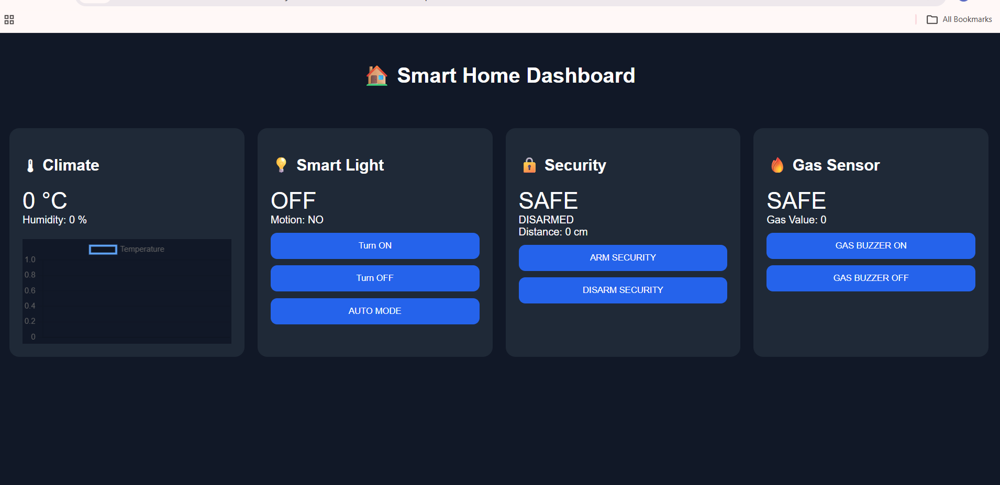 All Bookmarks
Smart Home Dashboard
Climate
0 °C
Humidity: 0 %
Temperature
1.0
0.8
0.6
0.4
0.2
0
Smart Light
OFF
Motion: NO
Turn ON
Turn OFF
AUTO MODE
Security
SAFE
DISARMED
Distance: 0 cm
ARM SECURITY
DISARM SECURITY
Gas Sensor
SAFE
Gas Value: 0
GAS BUZZER ON
GAS BUZZER OFF